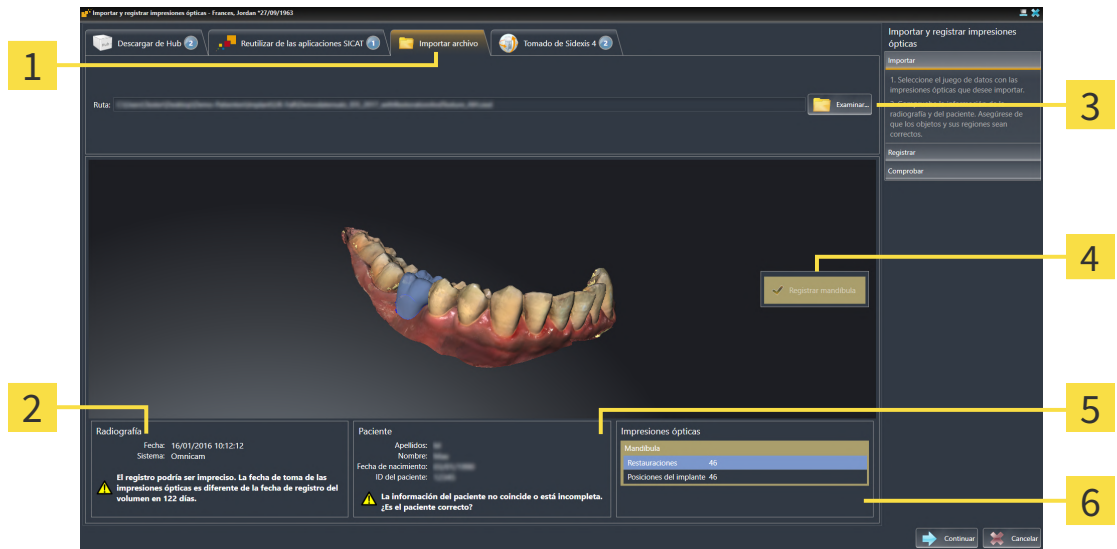 Importar y registrar impresiones ópticas - Frances, Jordan *27/09/1963
Descargar de Hub 2
Reutilizar de las aplicaciones SICAT 1
Importar archivo
Tomado de Sidexis 4 2
1
Ruta:
Examinar...
3
Registrar mandíbula
4
2
Radiografía
Fecha: 16/01/2016 10:12:12
Sistema: Omnicam
El registro podría ser impreciso. La fecha de toma de las
impresiones ópticas es diferente de la fecha de registro del
volumen en 122 días.
Paciente
Apellidos:
Nombre:
Fecha de nacimiento:
ID del paciente:
La información del paciente no coincide o está incompleta.
¿Es el paciente correcto?
5
Impresiones ópticas
Mandíbula
Restauraciones 46
Posiciones del implante 46
6
Importar y registrar impresiones
ópticas
Importar
1. Seleccione el juego de datos con las
impresiones ópticas que desee importar.
radiografía y del paciente. Asegúrese de
que los objetos y sus regiones sean
correctos.
Registrar
Comprobar
Continuar
Cancelar